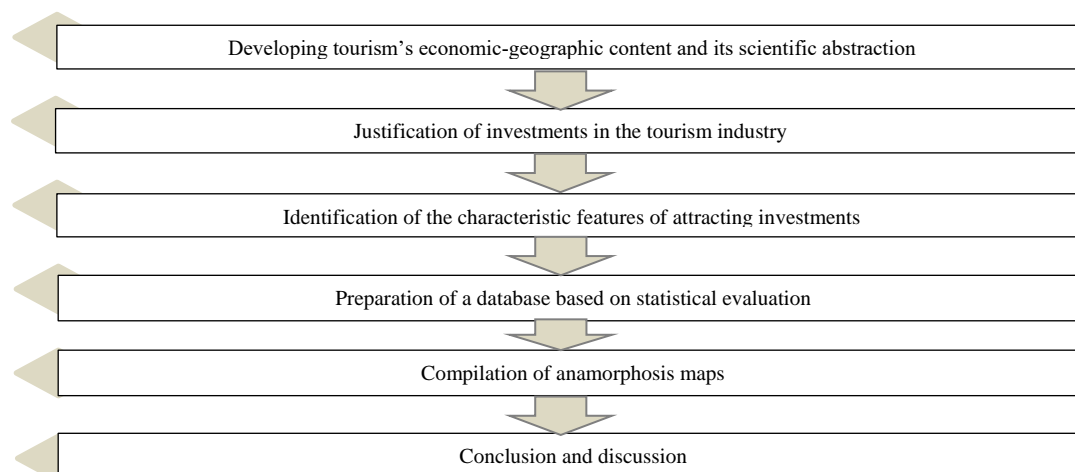 Developing tourism's economic-geographic content and its scientific abstraction
Justification of investments in the tourism industry
Identification of the characteristic features of attracting investments
Preparation of a database based on statistical evaluation
Compilation of anamorphosis maps
Conclusion and discussion